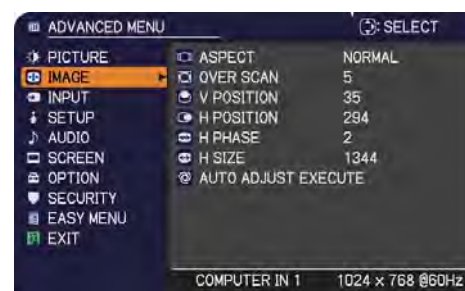 ADVANCED MENU
: SELECT
PICTURE
IMAGE
INPUT
SETUP
AUDIO
SCREEN
OPTION
SECURITY
EASY MENU
EXIT
ASPECT NORMAL
OVER SCAN 5
V POSITION 35
H POSITION 294
H PHASE 2
H SIZE 1344
AUTO ADJUST EXECUTE
COMPUTER IN 1 1024 x 768 @60Hz